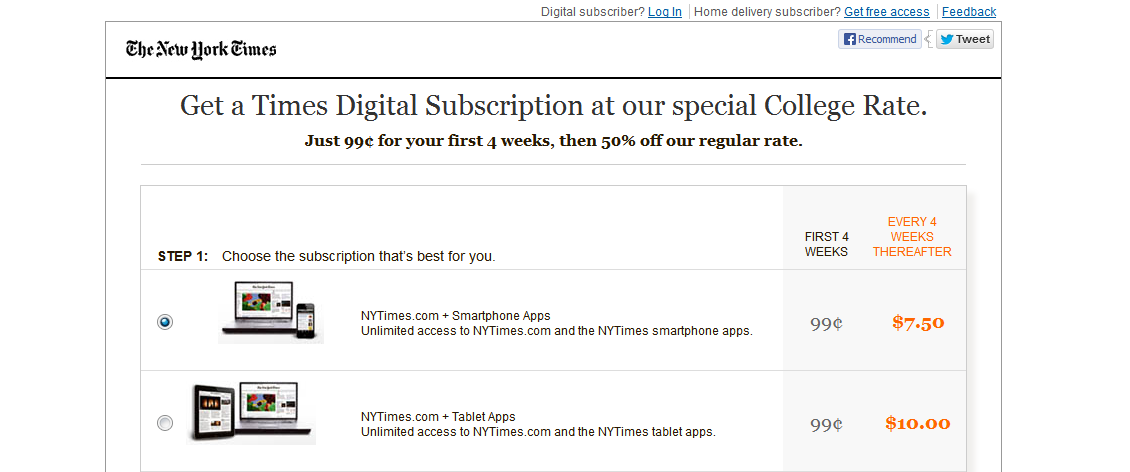 Digital subscriber? Log In Home delivery subscriber? Get free access Feedback
The New York Times
Recommend Tweet
Get a Times Digital Subscription at our special College Rate.
Just 99¢ for your first 4 weeks, then 50% off our regular rate.
STEP 1: Choose the subscription that's best for you.
FIRST 4
WEEKS
EVERY 4
WEEKS
THEREAFTER
NYTimes.com + Smartphone Apps
Unlimited access to NYTimes.com and the NYTimes smartphone apps.
99¢ $7.50
NYTimes.com + Tablet Apps
Unlimited access to NYTimes.com and the NYTimes tablet apps.
99¢ $10.00